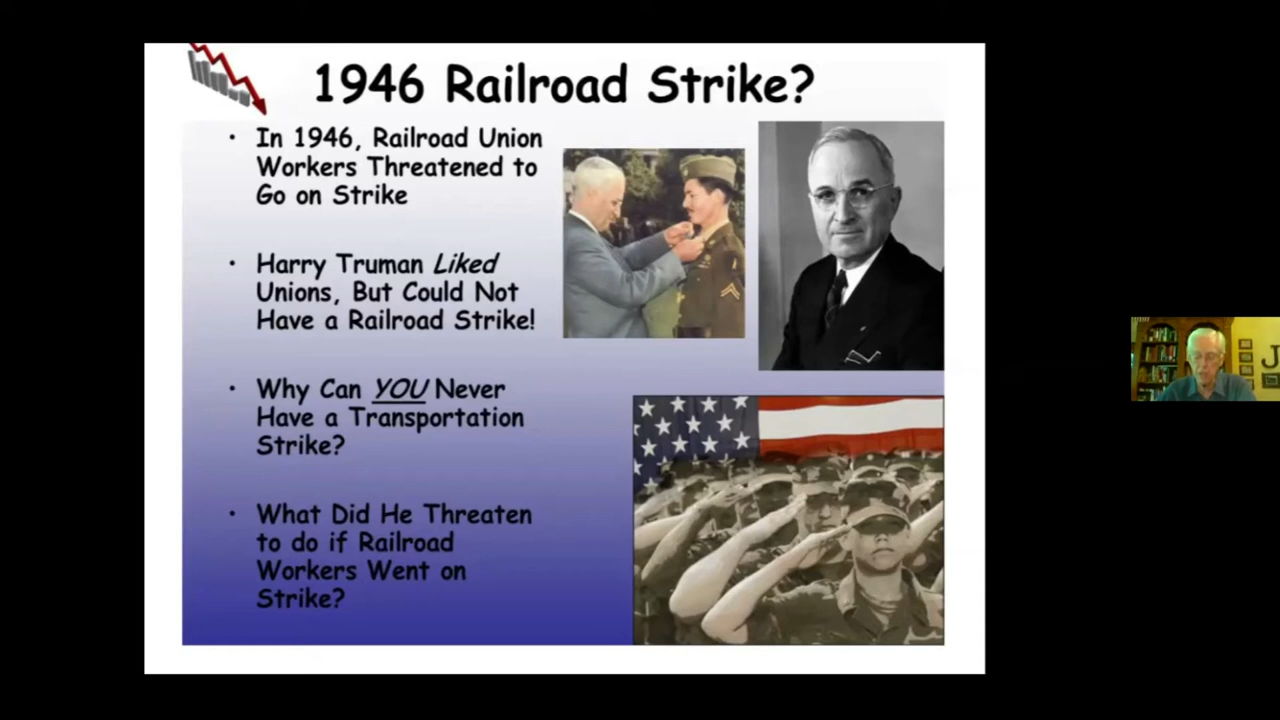 1946 Railroad Strike?
• In 1946, Railroad Union
Workers Threatened to
Go on Strike
• Harry Truman Liked
Unions, But Could Not
Have a Railroad Strike!
• Why Can YOU Never
Have a Transportation
Strike?
• What Did He Threaten
to do if Railroad
Workers Went on
Strike?
J